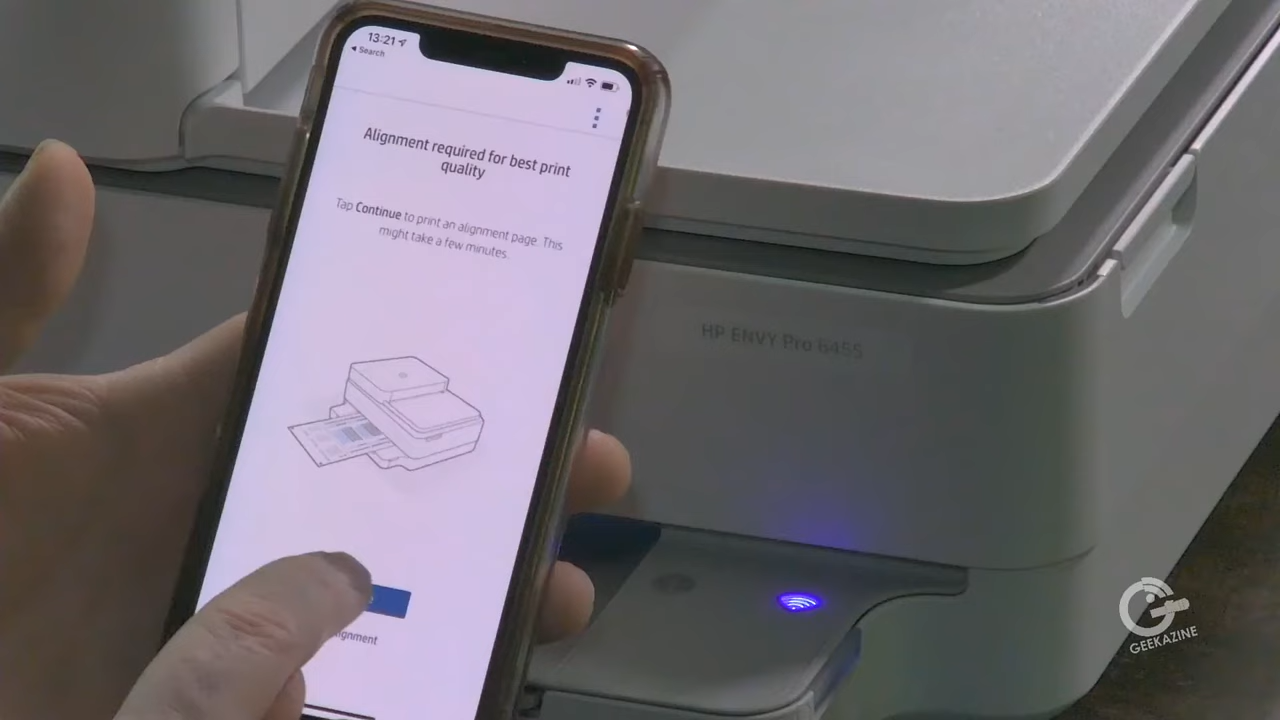 13:21
Search
Alignment required for best print
quality
Tap Continue to print an alignment page. This
might take a few minutes.
lignment
HP ENVY Pro 6455
GEEKAZINE